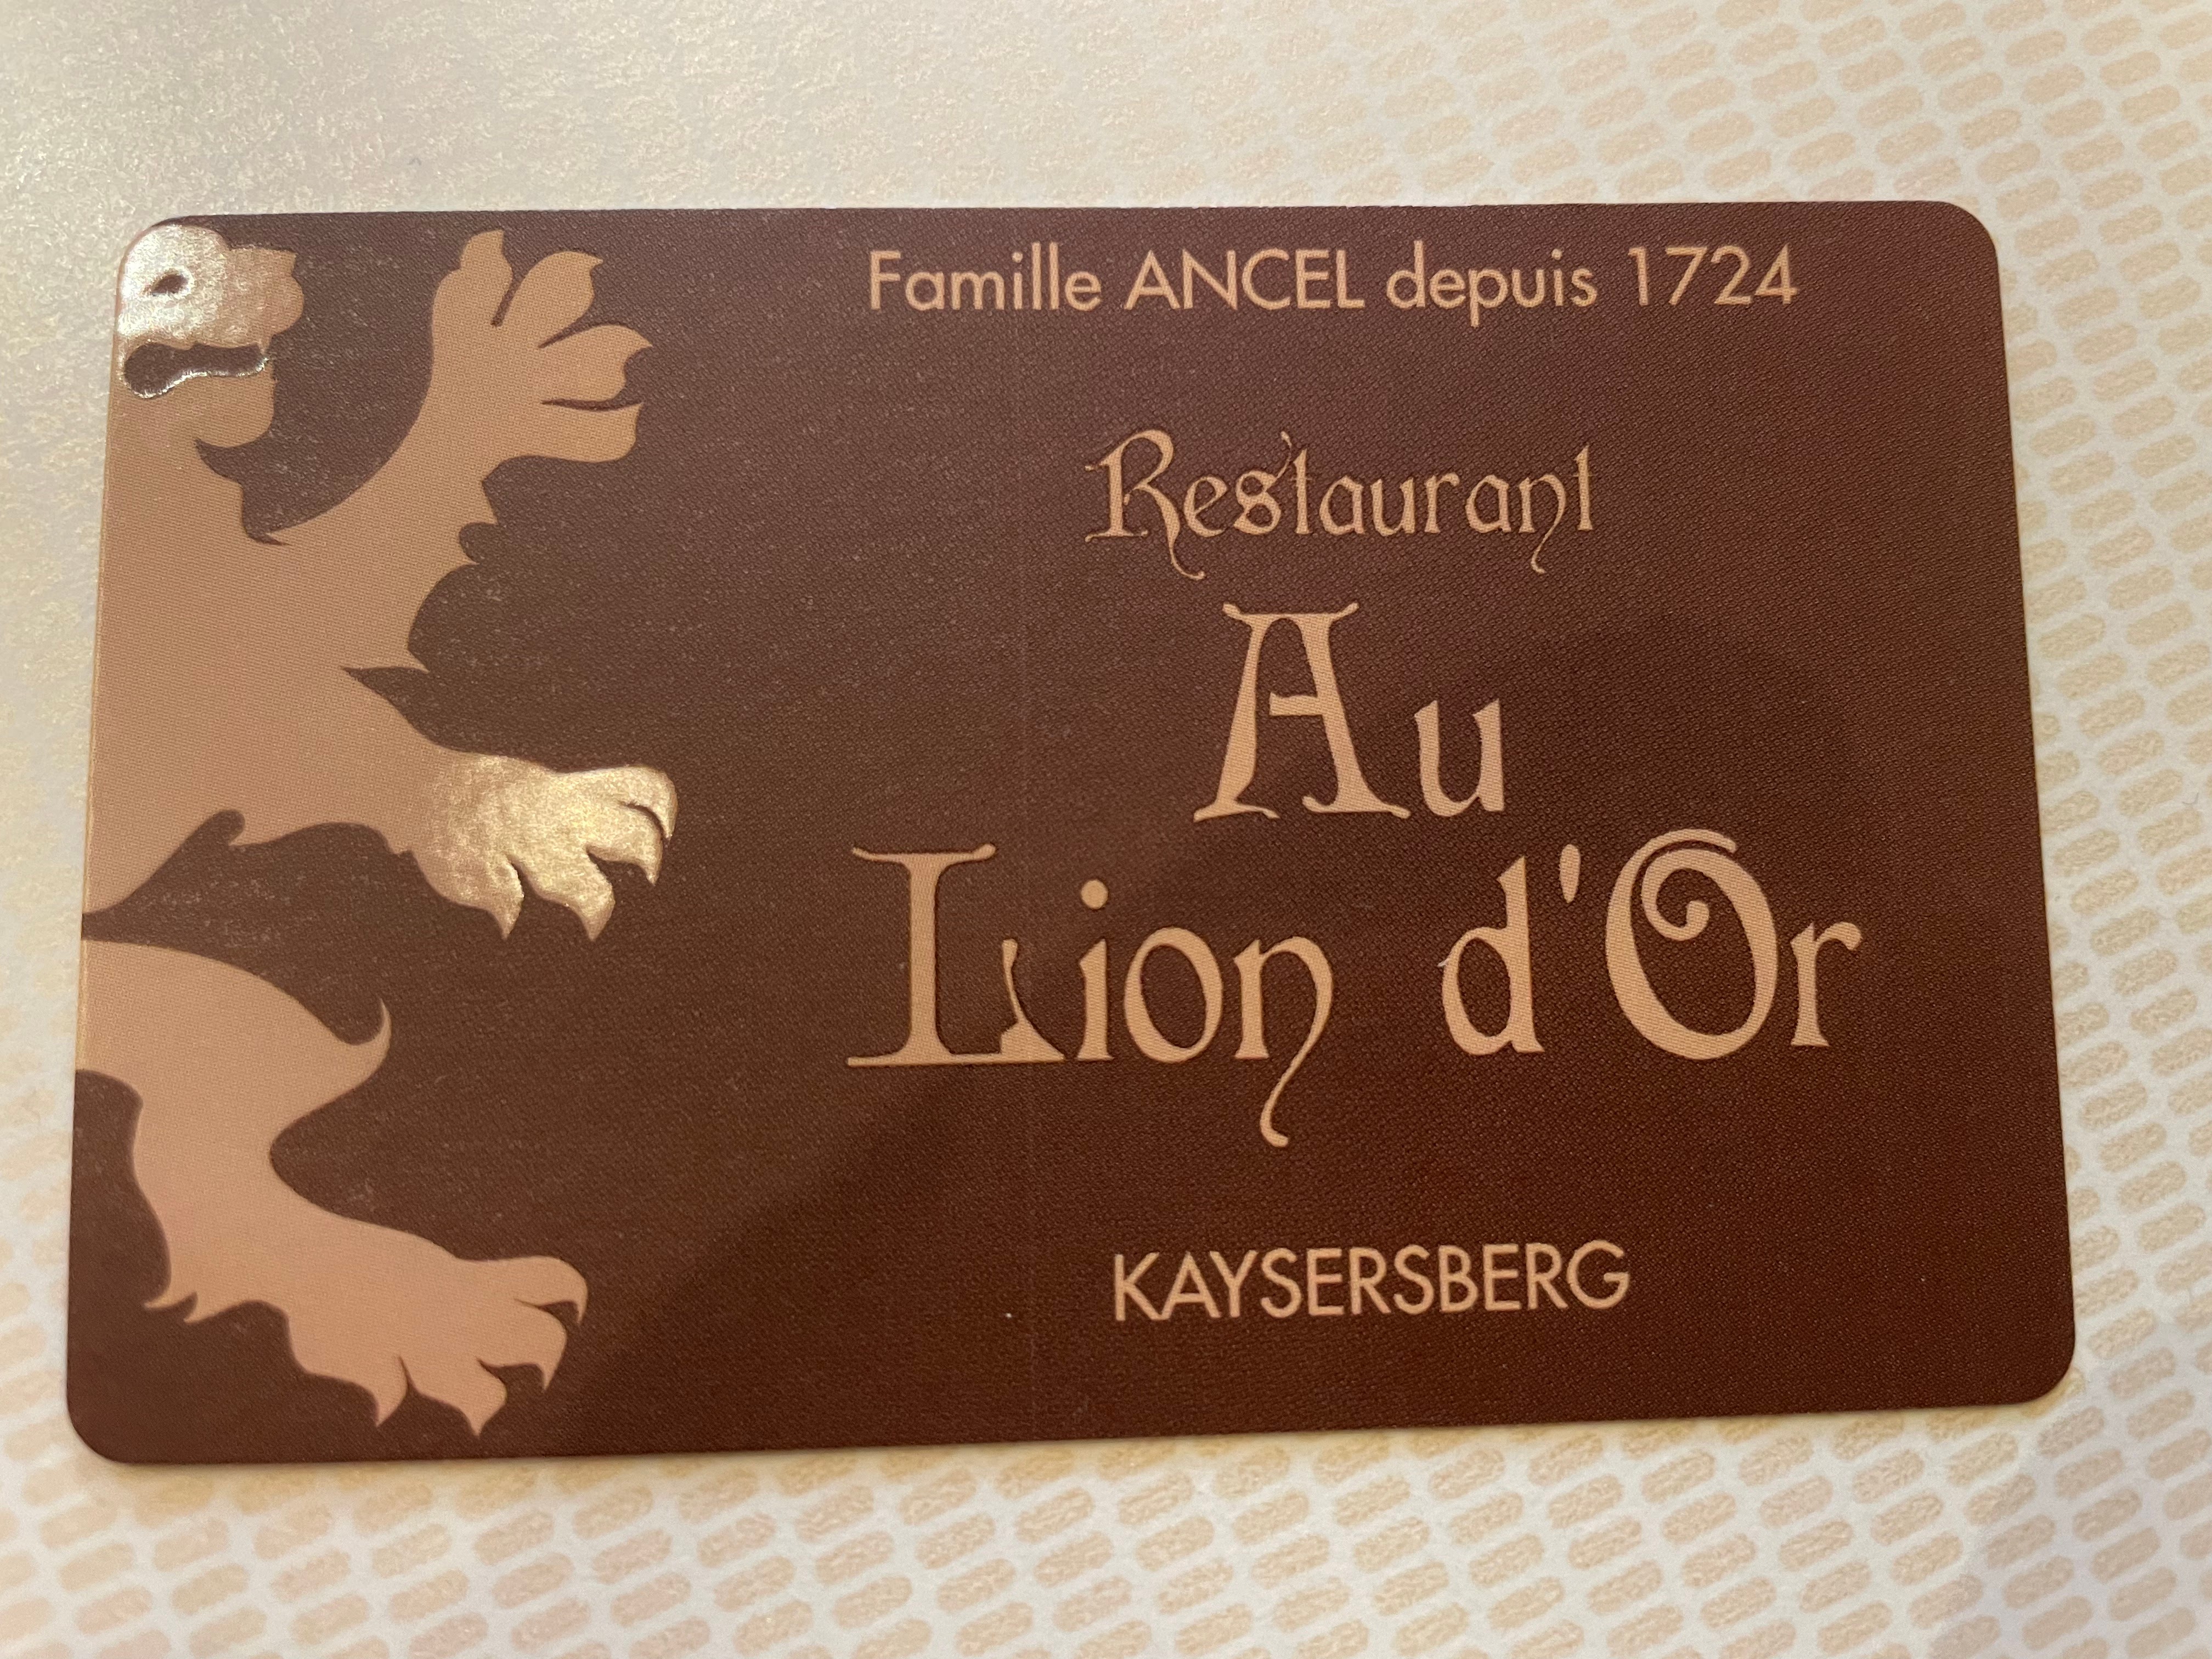 Famille ANCEL depuis 1724
Restaurant
Au
Lion d'Or
KAYSERSBERG